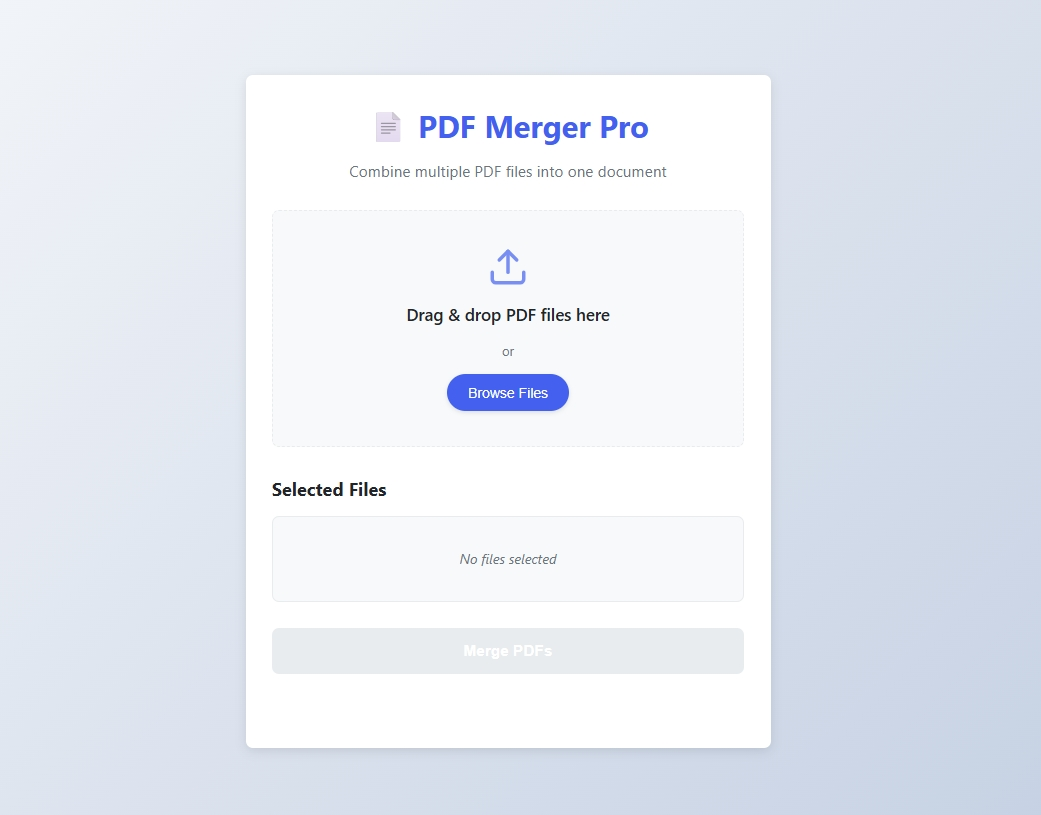 PDF Merger Pro
Combine multiple PDF files into one document
Drag & drop PDF files here
or
Browse Files
Selected Files
No files selected
Merge PDFs